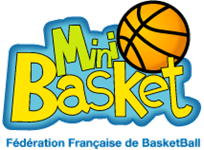 Mini
Basket
Fédération Française de BasketBall